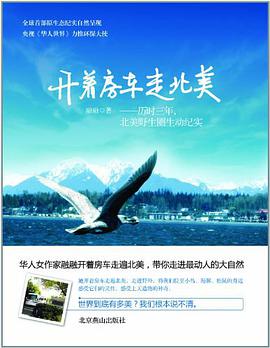 全球首部原生态纪实自然呈现
央视《华人世界》力推环保大使
开着房车走北美
融融◎著
——历时三年，
北美野生圈生动纪实
华人女作家融融开着房车走遍北美，带你走进最动人的大自然
世界到底有多美？我们根本说不清。
北京燕山出版社